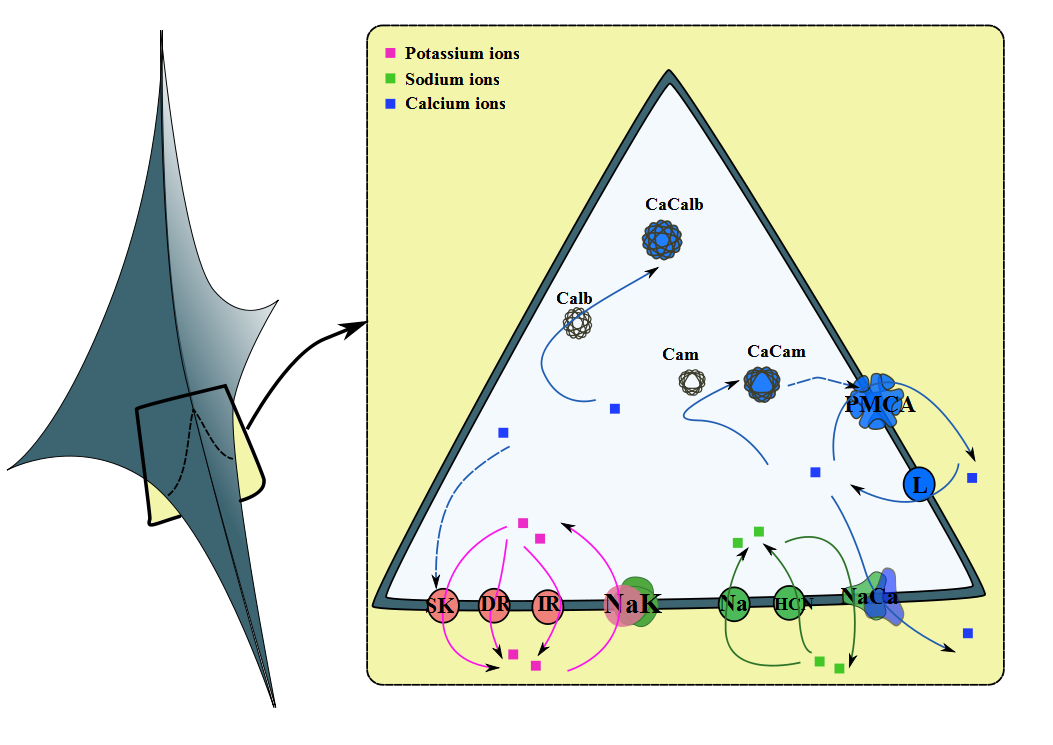 Potassium ions
Sodium ions
Calcium ions
CaCalb
Calb
Cam
CaCam
PMCA
L
SK
DR
IR
NaK
Na
HCN
NaCa